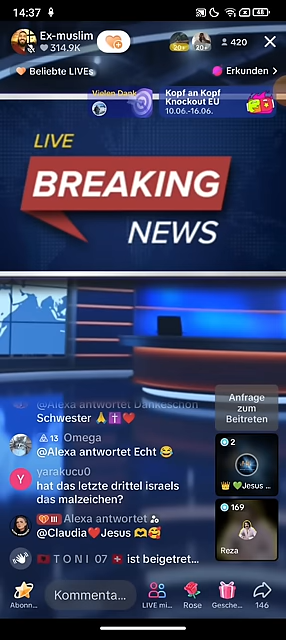 14:37
48
Ex-muslim
314.9K
20+
20+
420
Beliebte LIVEs
Erkunden
Vielen Dank
Kopf an Kopf
Knockout EU
10.06.-16.06.
LIVE
BREAKING
NEWS
@Alexa antwortet Dankeschön
Schwester 🙏✝️❤️
13 Omega
@Alexa antwortet Echt 😂
yarakucu0
hat das letzte drittel israels
das malzeichen?
III Alexa antwortet
@Claudia❤️Jesus 🫶🥰
🇦🇱 T O N I 07 🇨🇭 ist beigetret...
Anfrage
zum
Beitreten
2
👑 💚Jesus ...
169
Reza
Abonn...
Kommenta...
LIVE mi...
Rose
Gesche...
146